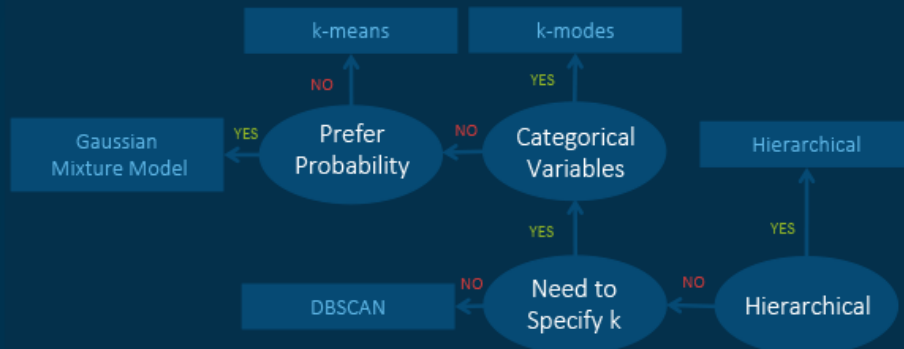 k-means
k-modes
NO
YES
Gaussian
Mixture Model
YES
Prefer
Probability
NO
Categorical
Variables
Hierarchical
YES
YES
DBSCAN
NO
Need to
Specify k
NO
Hierarchical